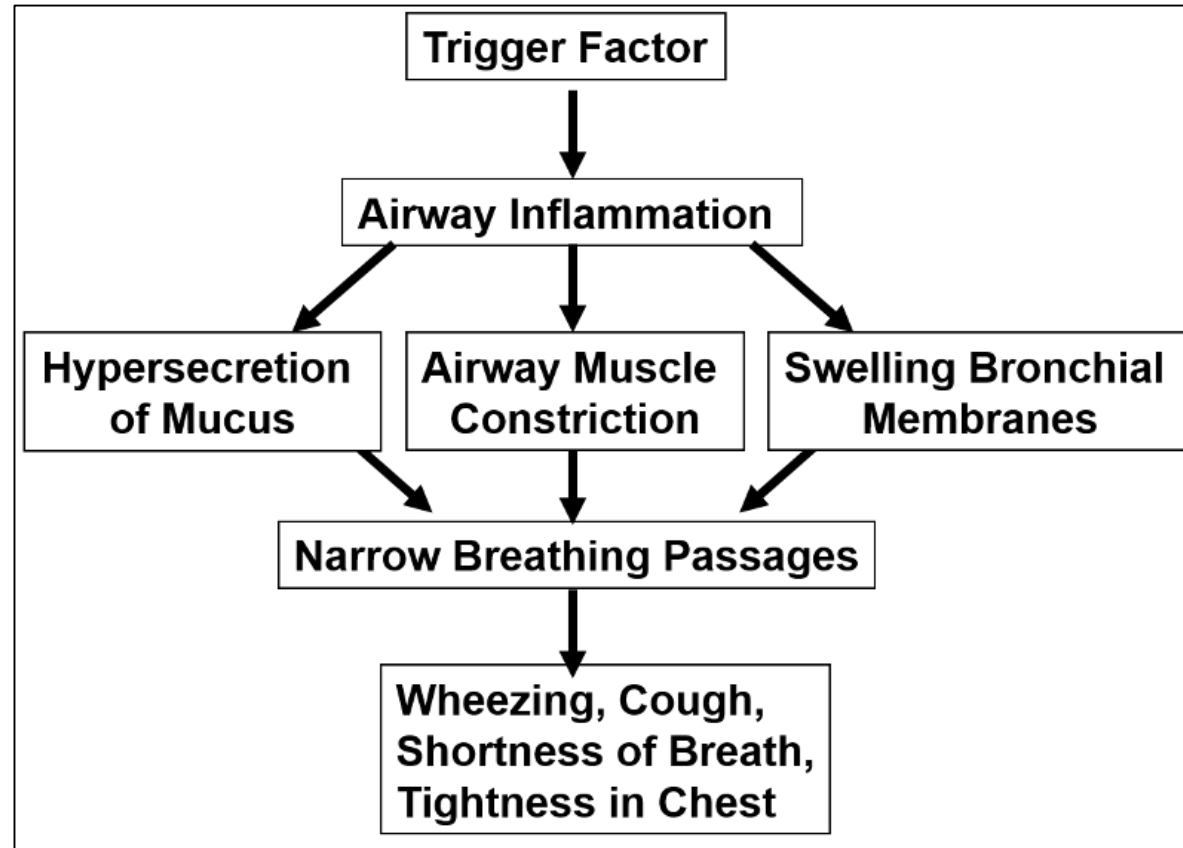 Trigger Factor
Airway Inflammation
Hypersecretion
of Mucus
Airway Muscle
Constriction
Swelling Bronchial
Membranes
Narrow Breathing Passages
Wheezing, Cough,
Shortness of Breath,
Tightness in Chest